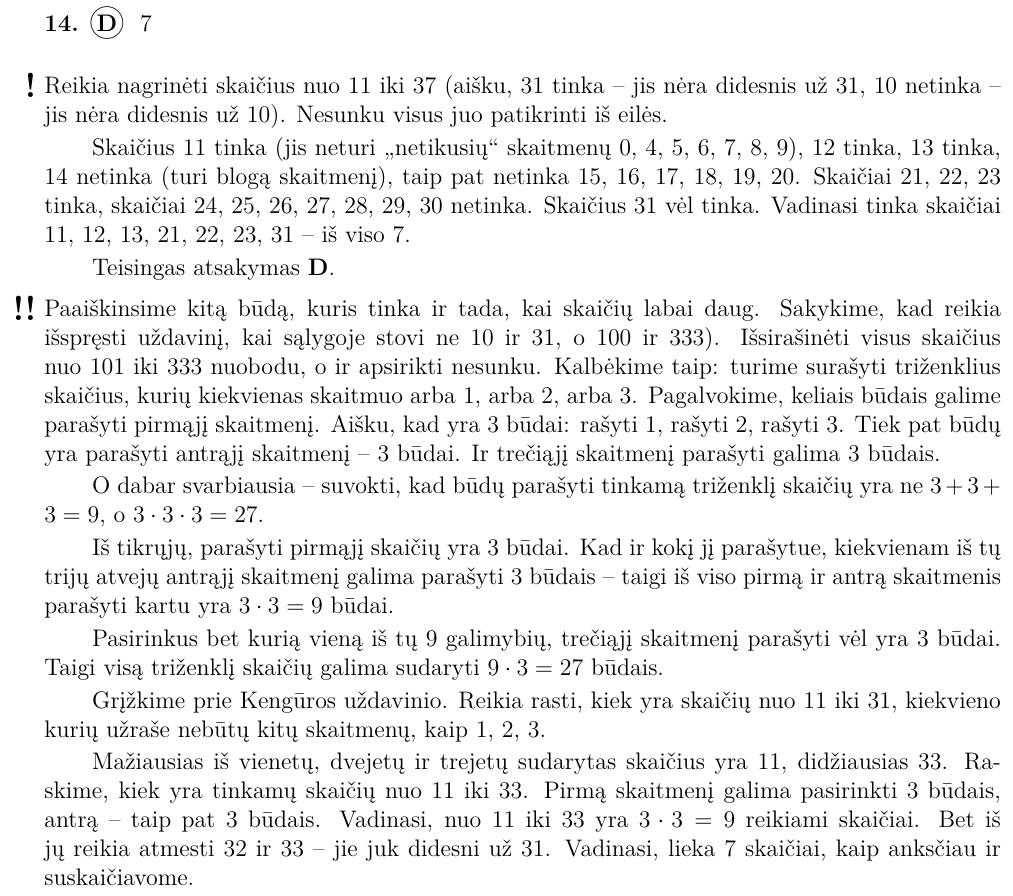 14. D 7
! Reikia nagrinėti skaičius nuo 11 iki 37 (aišku, 31 tinka – jis nėra didesnis už 31, 10 netinka –
jis nėra didesnis už 10). Nesunku visus juo patikrinti iš eilės.
Skaičius 11 tinka (jis neturi „netikusių“ skaitmenų 0, 4, 5, 6, 7, 8, 9), 12 tinka, 13 tinka,
14 netinka (turi blogą skaitmenį), taip pat netinka 15, 16, 17, 18, 19, 20. Skaičiai 21, 22, 23
tinka, skaičiai 24, 25, 26, 27, 28, 29, 30 netinka. Skaičius 31 vėl tinka. Vadinasi tinka skaičiai
11, 12, 13, 21, 22, 23, 31 – iš viso 7.
Teisingas atsakymas D.
!! Paaiškinsime kitą būdą, kuris tinka ir tada, kai skaičių labai daug. Sakykime, kad reikia
išspręsti uždavinį, kai sąlygoje stovi ne 10 ir 31, o 100 ir 333). Išsirašinėti visus skaičius
nuo 101 iki 333 nuobodu, o ir apsirikti nesunku. Kalbėkime taip: turime surašyti triženklius
skaičius, kurių kiekvienas skaitmuo arba 1, arba 2, arba 3. Pagalvokime, keliais būdais galime
parašyti pirmąjį skaitmenį. Aišku, kad yra 3 būdai: rašyti 1, rašyti 2, rašyti 3. Tiek pat būdų
yra parašyti antrąjį skaitmenį – 3 būdai. Ir trečiąjį skaitmenį parašyti galima 3 būdais.
O dabar svarbiausia – suvokti, kad būdų parašyti tinkamą triženklį skaičių yra ne 3 + 3 +
3 = 9, o 3 · 3 · 3 = 27.
Iš tikrųjų, parašyti pirmąjį skaičių yra 3 būdai. Kad ir kokį jį parašytue, kiekvienam iš tų
trijų atvejų antrąjį skaitmenį galima parašyti 3 būdais – taigi iš viso pirmą ir antrą skaitmenis
parašyti kartu yra 3 · 3 = 9 būdai.
Pasirinkus bet kurią vieną iš tų 9 galimybių, trečiąjį skaitmenį parašyti vėl yra 3 būdai.
Taigi visą triženklį skaičių galima sudaryti 9 · 3 = 27 būdais.
Grįžkime prie Kengūros uždavinio. Reikia rasti, kiek yra skaičių nuo 11 iki 31, kiekvieno
kurių užraše nebūtų kitų skaitmenų, kaip 1, 2, 3.
Mažiausias iš vienetų, dvejetų ir trejetų sudarytas skaičius yra 11, didžiausias 33. Ra-
skime, kiek yra tinkamų skaičių nuo 11 iki 33. Pirmą skaitmenį galima pasirinkti 3 būdais,
antrą – taip pat 3 būdais. Vadinasi, nuo 11 iki 33 yra 3 · 3 = 9 reikiami skaičiai. Bet iš
jų reikia atmesti 32 ir 33 – jie juk didesni už 31. Vadinasi, lieka 7 skaičiai, kaip anksčiau ir
suskaičiavome.